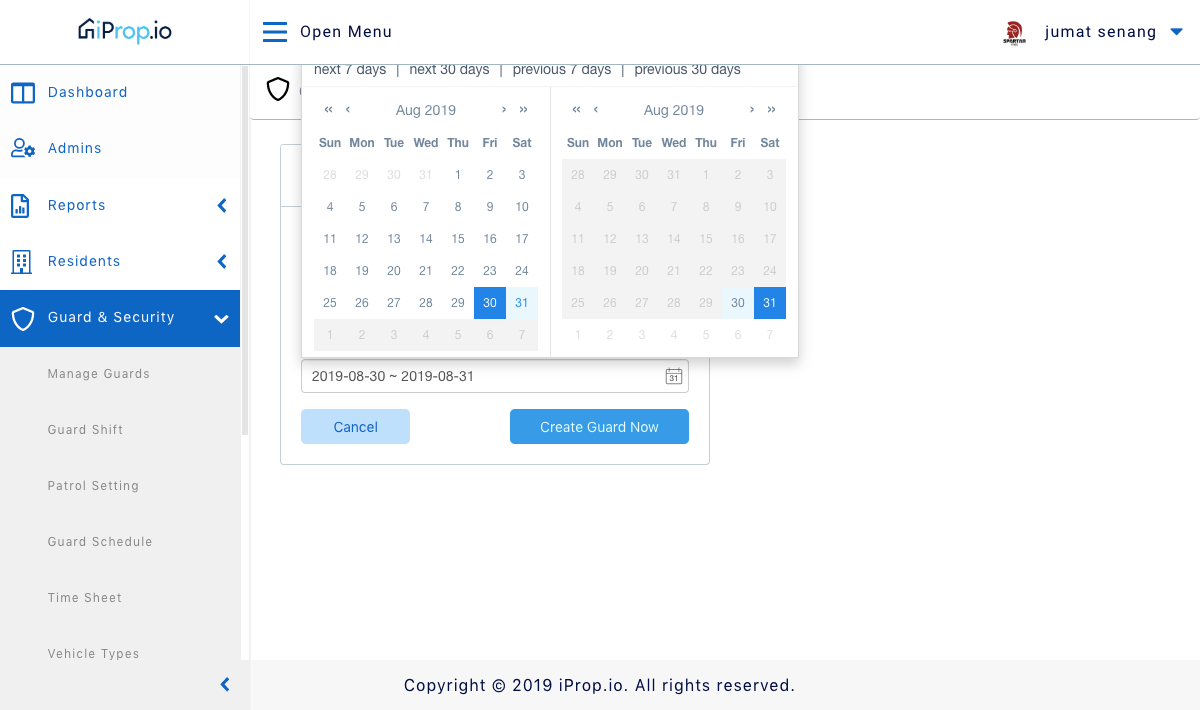 iProp.io
Open Menu
jumat senang
Dashboard
Admins
Reports
Residents
Guard & Security
Manage Guards
Guard Shift
Patrol Setting
Guard Schedule
Time Sheet
Vehicle Types
next 7 days | next 30 days | previous 7 days | previous 30 days
« ‹ Aug 2019 › »
Sun Mon Tue Wed Thu Fri Sat
28 29 30 31 1 2 3
4 5 6 7 8 9 10
11 12 13 14 15 16 17
18 19 20 21 22 23 24
25 26 27 28 29 30 31
1 2 3 4 5 6 7
« ‹ Aug 2019 › »
Sun Mon Tue Wed Thu Fri Sat
28 29 30 31 1 2 3
4 5 6 7 8 9 10
11 12 13 14 15 16 17
18 19 20 21 22 23 24
25 26 27 28 29 30 31
1 2 3 4 5 6 7
2019-08-30 ~ 2019-08-31
31
Cancel
Create Guard Now
Copyright © 2019 iProp.io. All rights reserved.